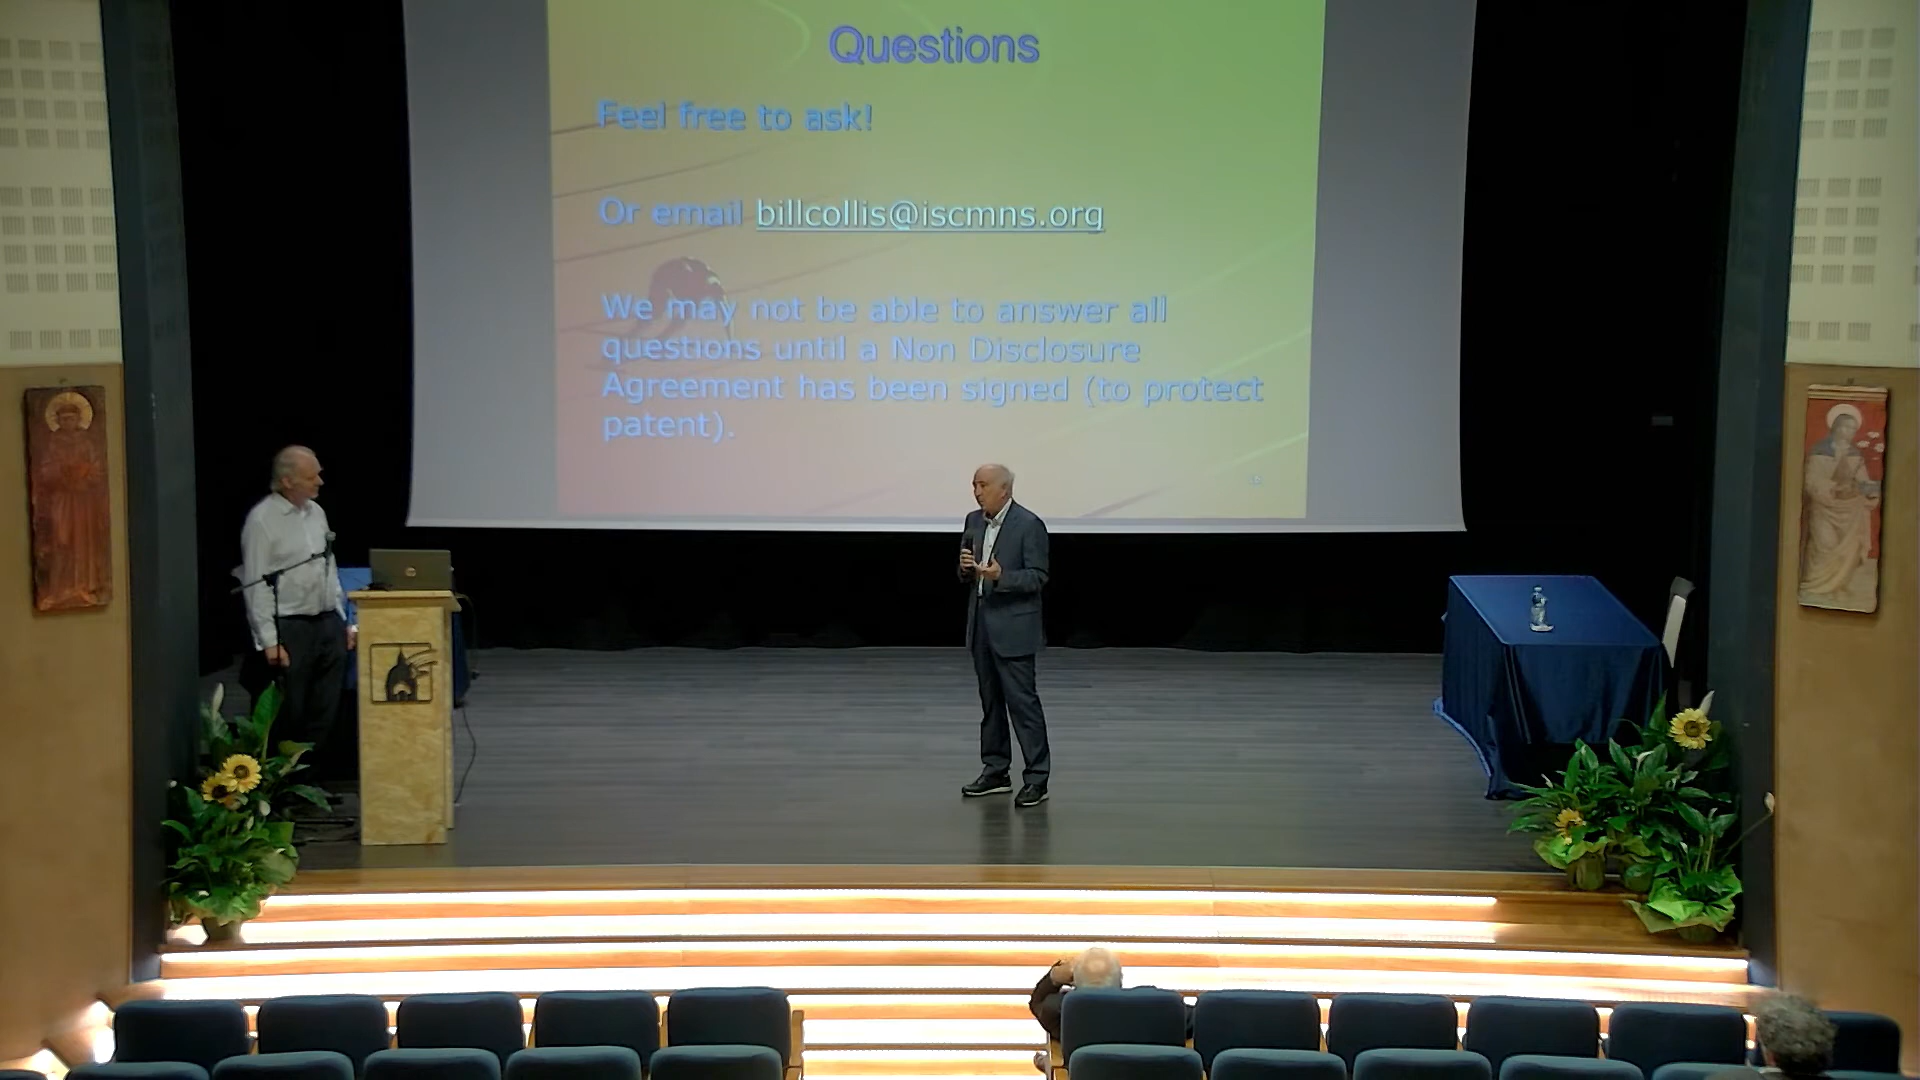 Questions
Feel free to ask!
Or email billcollis@iscmns.org
We may not be able to answer all
questions until a Non Disclosure
Agreement has been signed (to protect
patent).